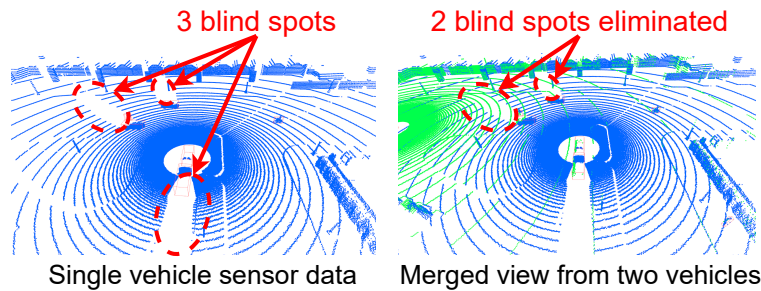 3 blind spots
2 blind spots eliminated
Single vehicle sensor data
Merged view from two vehicles